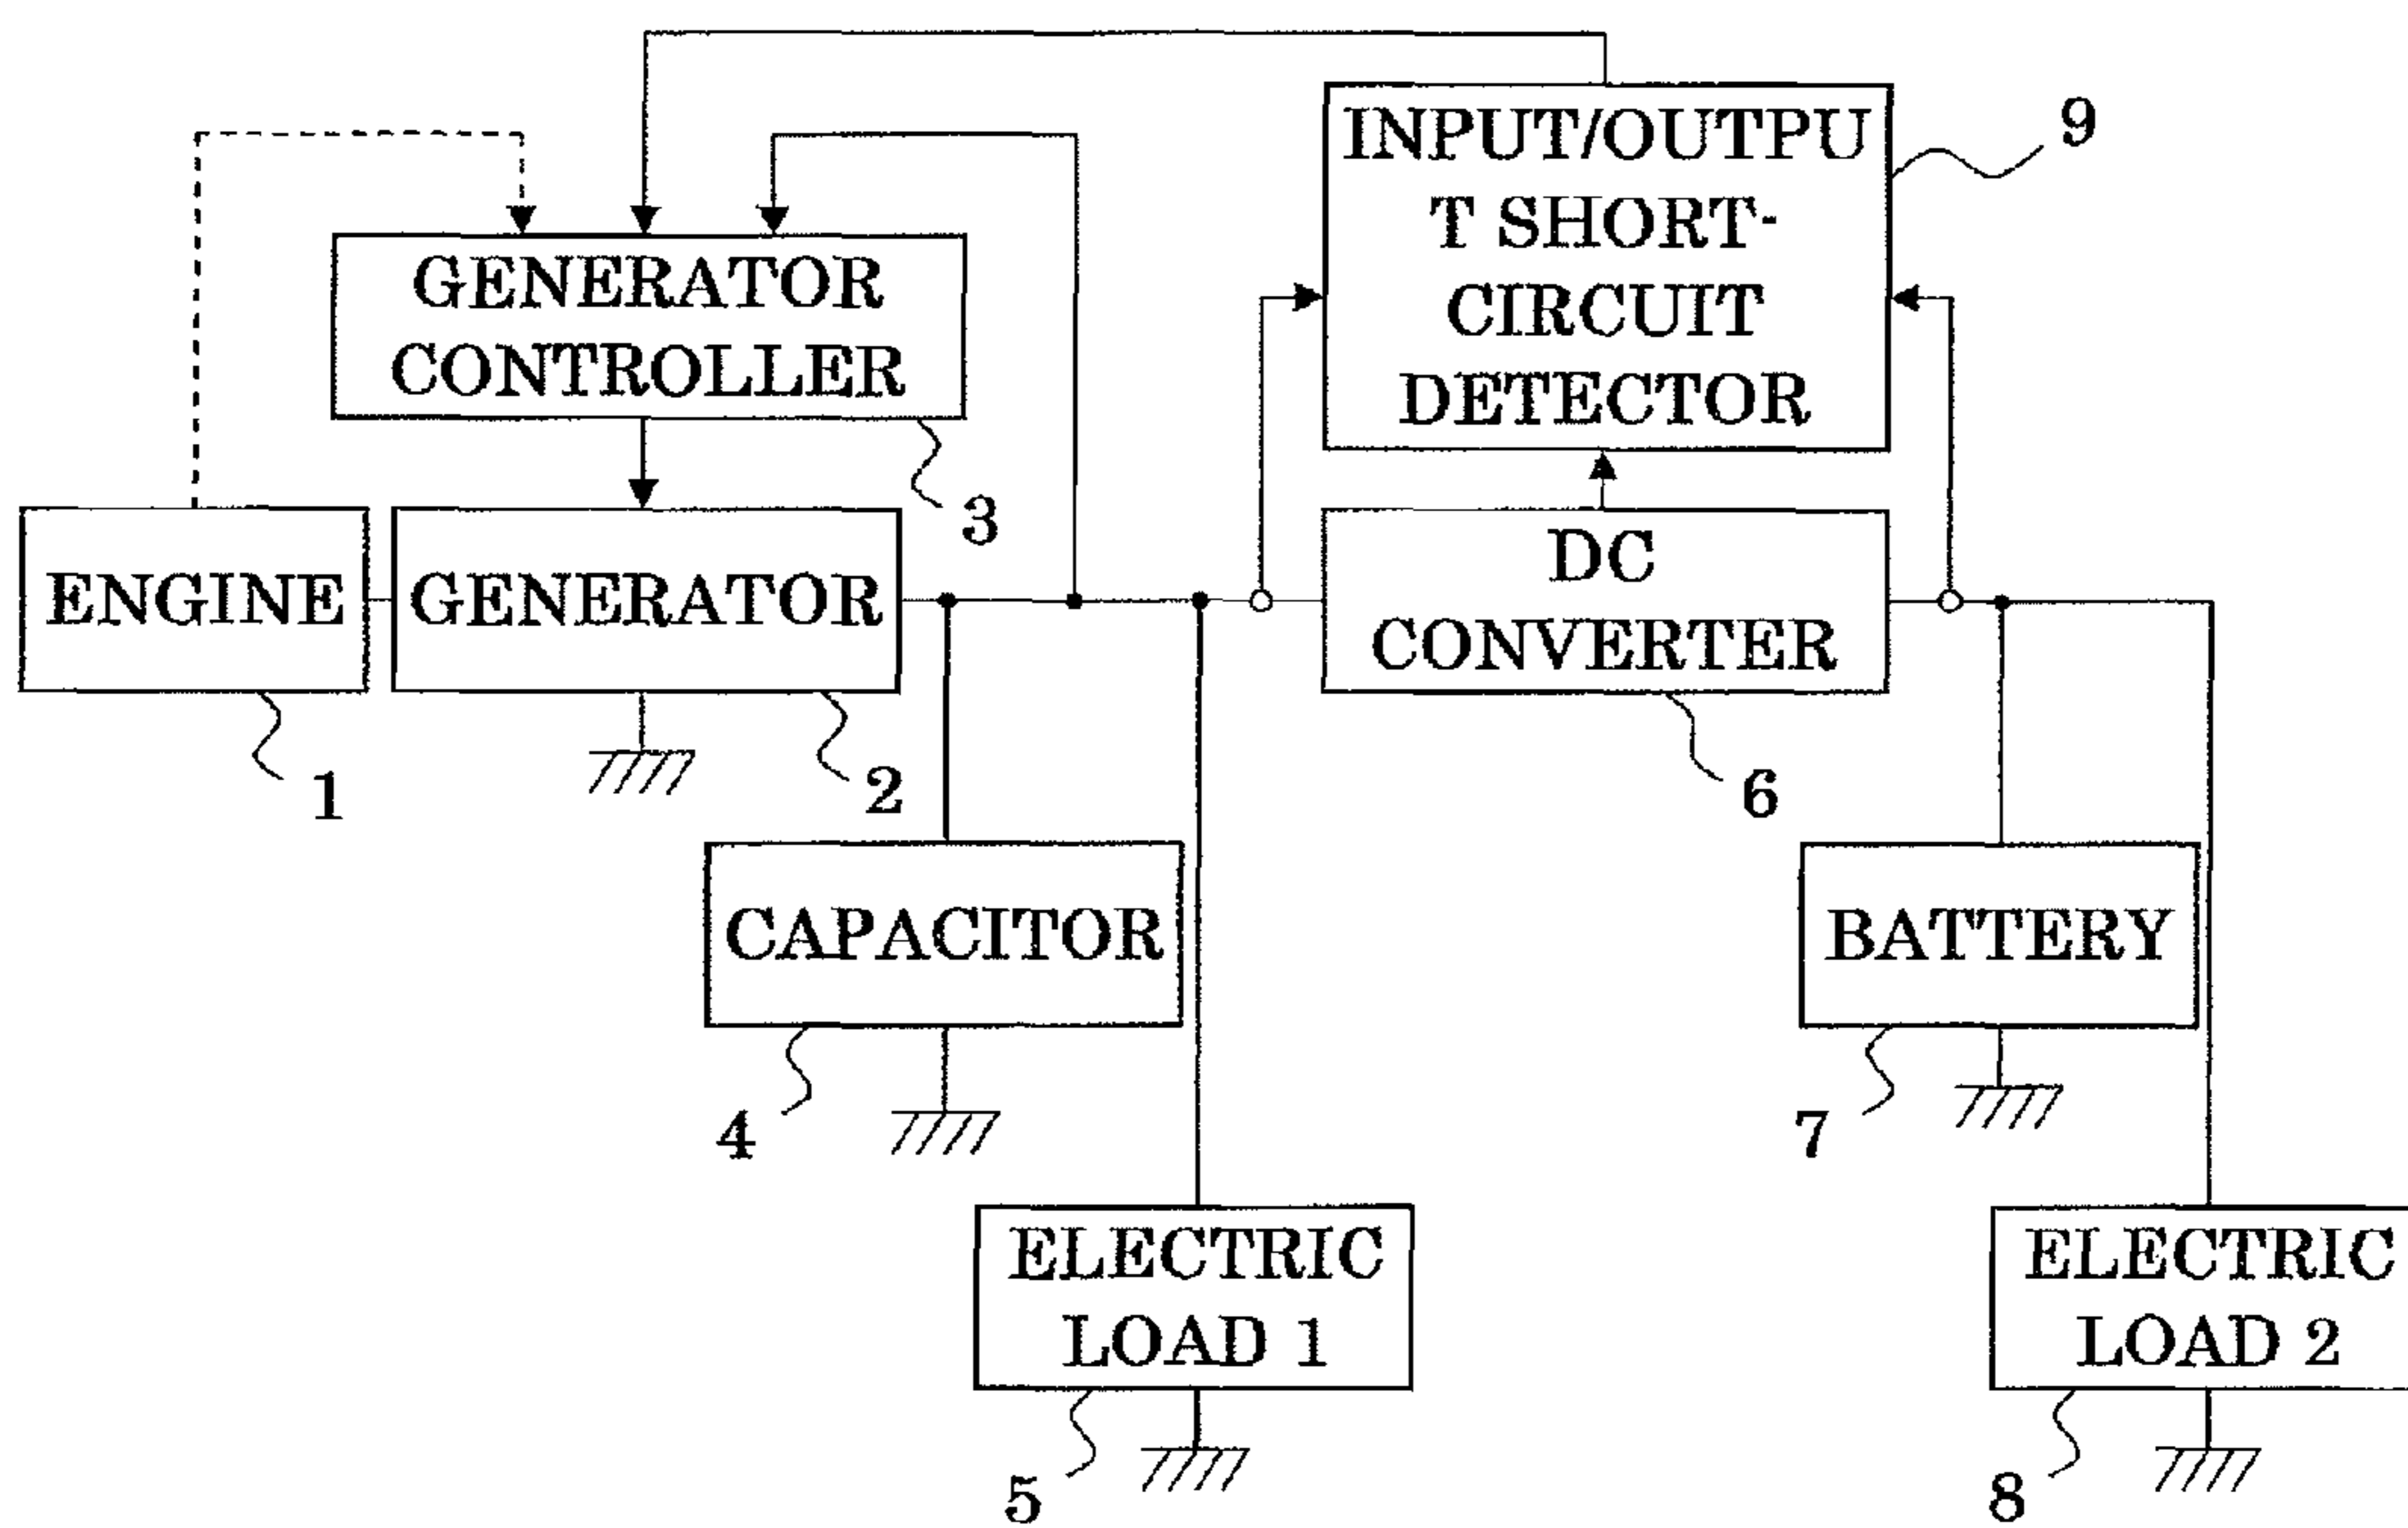 INPUT/OUTPU
T SHORT-
CIRCUIT
DETECTOR
9
GENERATOR
CONTROLLER
3
ENGINE
1
GENERATOR
2
DC
CONVERTER
6
CAPACITOR
4
BATTERY
7
ELECTRIC
LOAD 1
5
ELECTRIC
LOAD 2
8